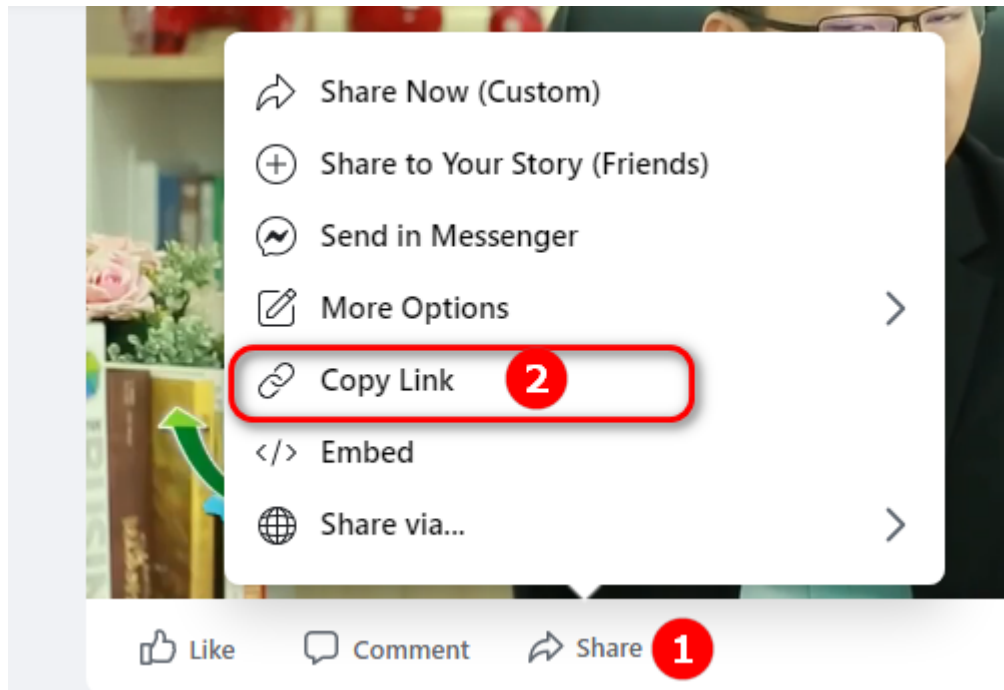 Share Now (Custom)
Share to Your Story (Friends)
Send in Messenger
More Options
Copy Link 2
Embed
Share via...
Like Comment Share 1